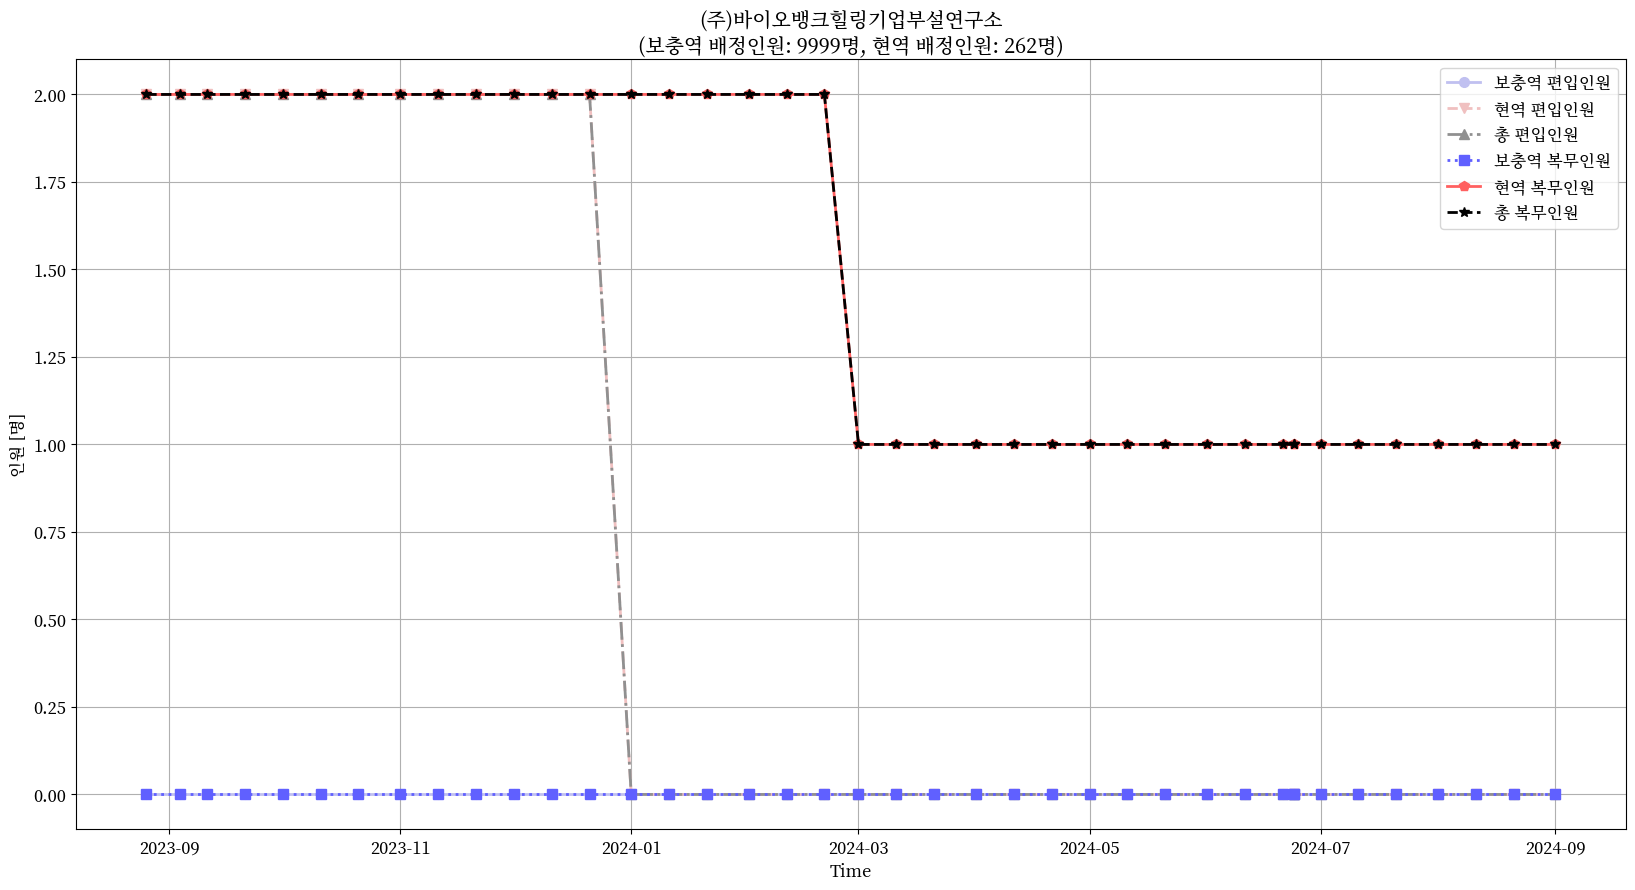 (주)바이오뱅크힐링기업부설연구소
(보충역 배정인원: 9999명, 현역 배정인원: 262명)
보충역 편입인원
현역 편입인원
총 편입인원
보충역 복무인원
현역 복무인원
총 복무인원
2.00
1.75
1.50
1.25
1.00
0.75
0.50
0.25
0.00
인원 [명]
2023-09 2023-11 2024-01 2024-03 2024-05 2024-07 2024-09
Time